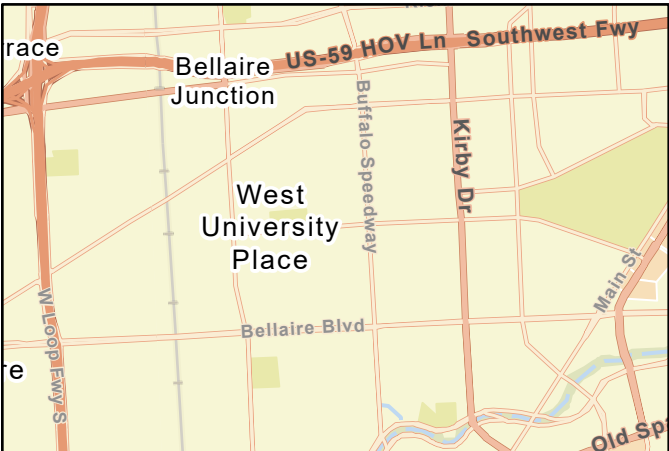 US-59 HOV Ln Southwest Fwy
rrace
Bellaire
Junction
Buffalo Speedway
Kirby Dr
West
University
Place
Main St
W Loop Fwy S
Bellaire Blvd
re
Old Spa